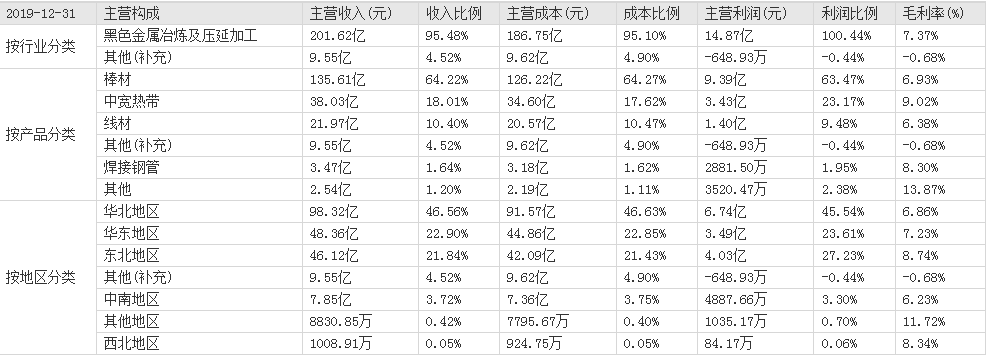 2019-12-31 主营构成 主营收入(元) 收入比例 主营成本(元) 成本比例 主营利润(元) 利润比例 毛利率(%)
按行业分类 黑色金属冶炼及压延加工 201.62亿 95.48% 186.75亿 95.10% 14.87亿 100.44% 7.37%
其他(补充) 9.55亿 4.52% 9.62亿 4.90% -648.93万 -0.44% -0.68%
按产品分类 棒材 135.61亿 64.22% 126.22亿 64.27% 9.39亿 63.47% 6.93%
中宽热带 38.03亿 18.01% 34.60亿 17.62% 3.43亿 23.17% 9.02%
线材 21.97亿 10.40% 20.57亿 10.47% 1.40亿 9.48% 6.38%
其他(补充) 9.55亿 4.52% 9.62亿 4.90% -648.93万 -0.44% -0.68%
焊接钢管 3.47亿 1.64% 3.18亿 1.62% 2881.50万 1.95% 8.30%
其他 2.54亿 1.20% 2.19亿 1.11% 3520.47万 2.38% 13.87%
按地区分类 华北地区 98.32亿 46.56% 91.57亿 46.63% 6.74亿 45.54% 6.86%
华东地区 48.36亿 22.90% 44.86亿 22.85% 3.49亿 23.61% 7.23%
东北地区 46.12亿 21.84% 42.09亿 21.43% 4.03亿 27.23% 8.74%
其他(补充) 9.55亿 4.52% 9.62亿 4.90% -648.93万 -0.44% -0.68%
中南地区 7.85亿 3.72% 7.36亿 3.75% 4887.66万 3.30% 6.23%
其他地区 8830.85万 0.42% 7795.67万 0.40% 1035.17万 0.70% 11.72%
西北地区 1008.91万 0.05% 924.75万 0.05% 84.17万 0.06% 8.34%